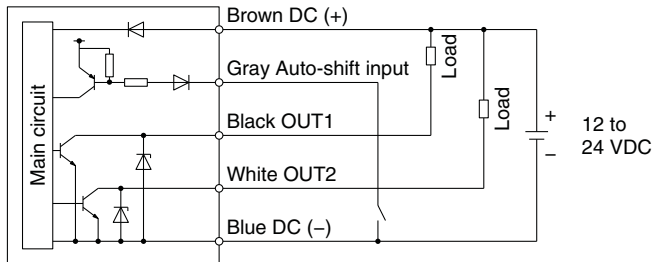 Brown DC (+)
Gray Auto-shift input
Black OUT1
White OUT2
Blue DC (−)
Main circuit
Load
Load
+
−
12 to
24 VDC